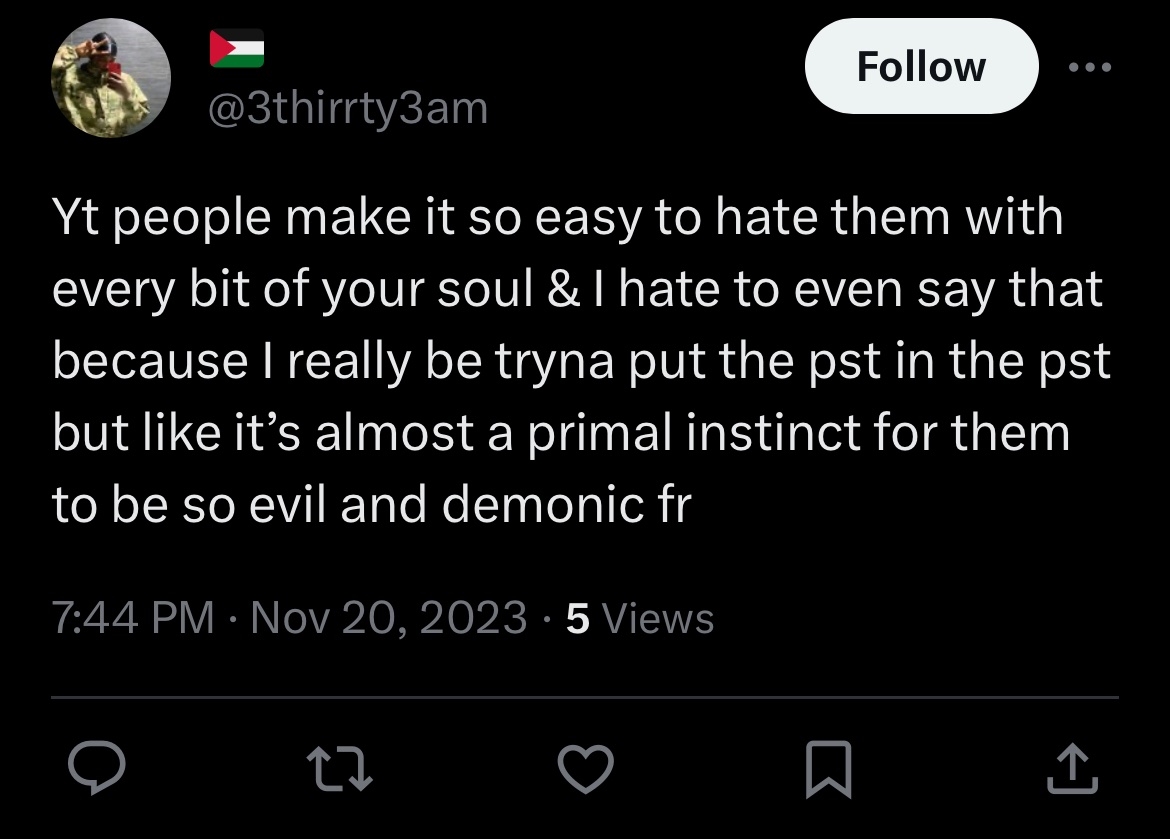 @3thirrty3am
Follow
Yt people make it so easy to hate them with
every bit of your soul & I hate to even say that
because I really be tryna put the pst in the pst
but like it’s almost a primal instinct for them
to be so evil and demonic fr
7:44 PM · Nov 20, 2023 · 5 Views